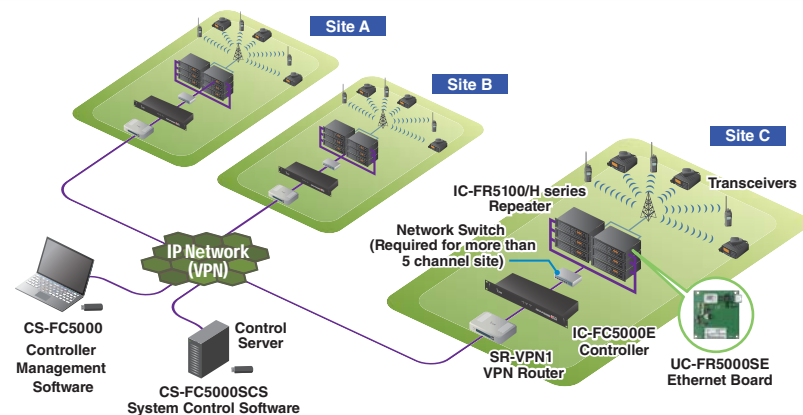 Site A
Site B
Site C
IC-FR5100/H series
Repeater
Transceivers
Network Switch
(Required for more than
5 channel site)
IP Network
(VPN)
CS-FC5000
Controller
Management
Software
Control
Server
CS-FC5000SCS
System Control Software
SR-VPN1
VPN Router
IC-FC5000E
Controller
UC-FR5000SE
Ethernet Board